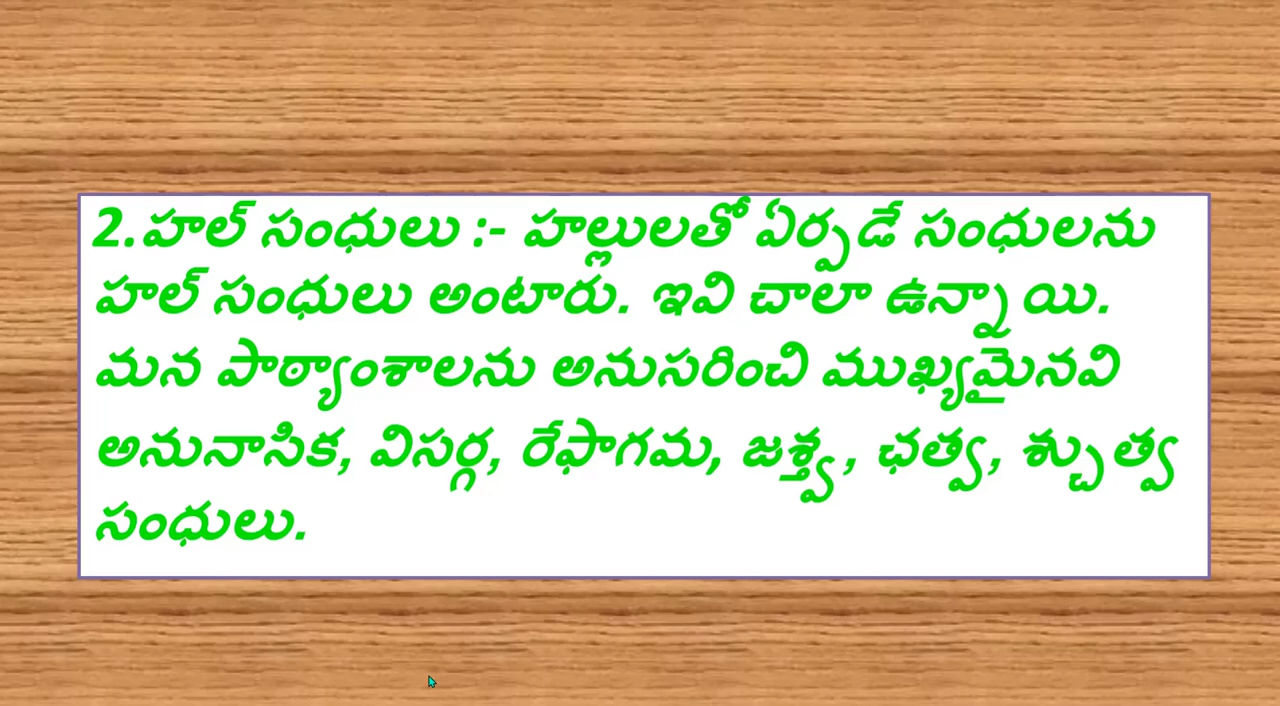 2.హల్ సంధులు :- హల్లులతో ఏర్పడే సంధులను
హల్ సంధులు అంటారు. ఇవి చాలా ఉన్నాయి.
మన పాఠ్యాంశాలను అనుసరించి ముఖ్యమైనవి
అనునాసిక, విసర్గ, రేఫాగమ, జశ్త్వ, ఛత్వ, శ్చుత్వ
సంధులు.